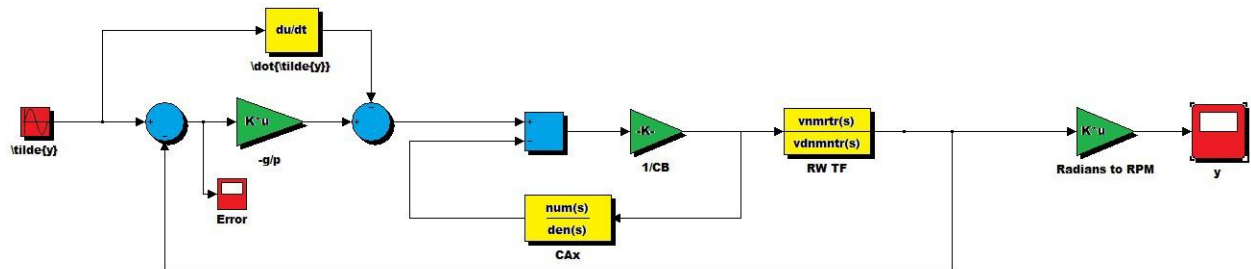 du/dt
\dot{\tilde{y}}
\tilde{y}
K*u
-g/p
Error
-K-
1/CB
num(s)
den(s)
CAx
vnmrtr(s)
vdnmntr(s)
RW TF
K*u
Radians to RPM
y